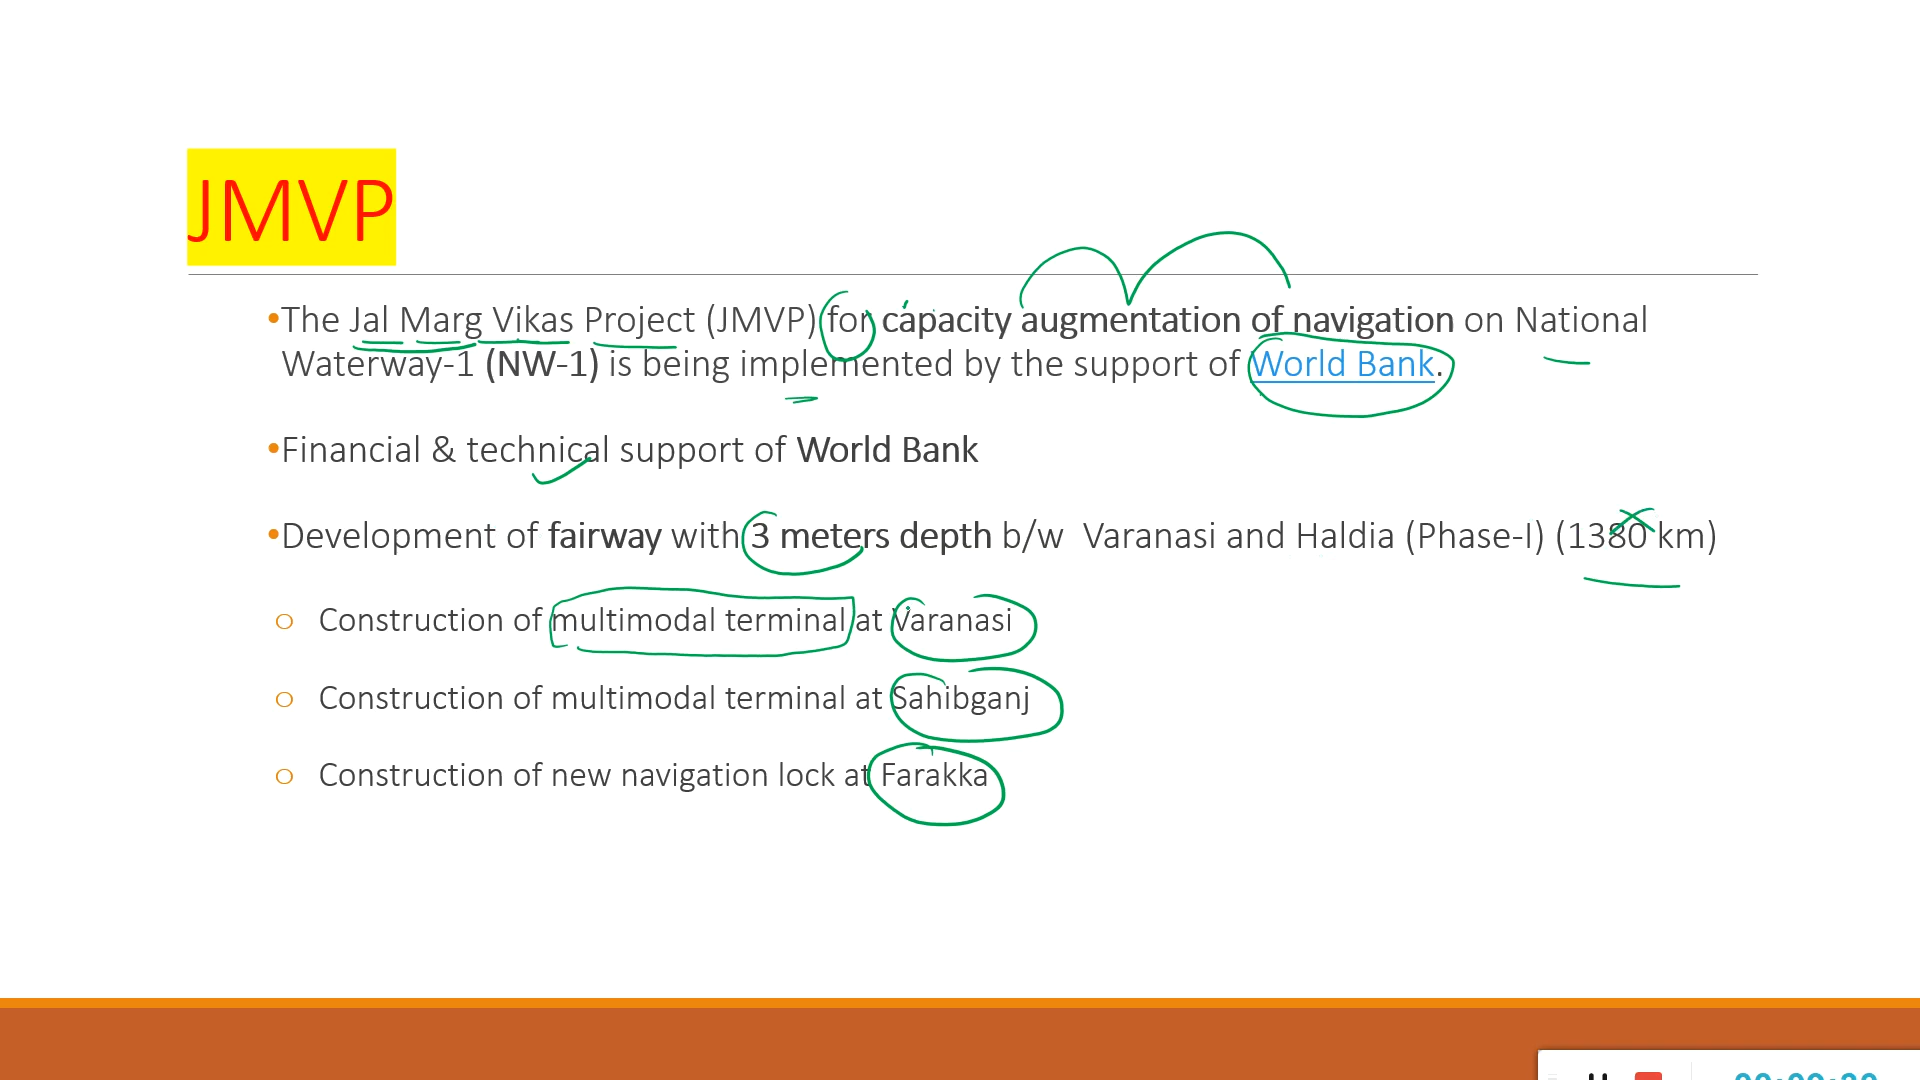 JMVP
•The Jal Marg Vikas Project (JMVP) for capacity augmentation of navigation on National
Waterway-1 (NW-1) is being implemented by the support of World Bank.
•Financial & technical support of World Bank
•Development of fairway with 3 meters depth b/w Varanasi and Haldia (Phase-I) (1380 km)
o Construction of multimodal terminal at Varanasi
o Construction of multimodal terminal at Sahibganj
o Construction of new navigation lock at Farakka